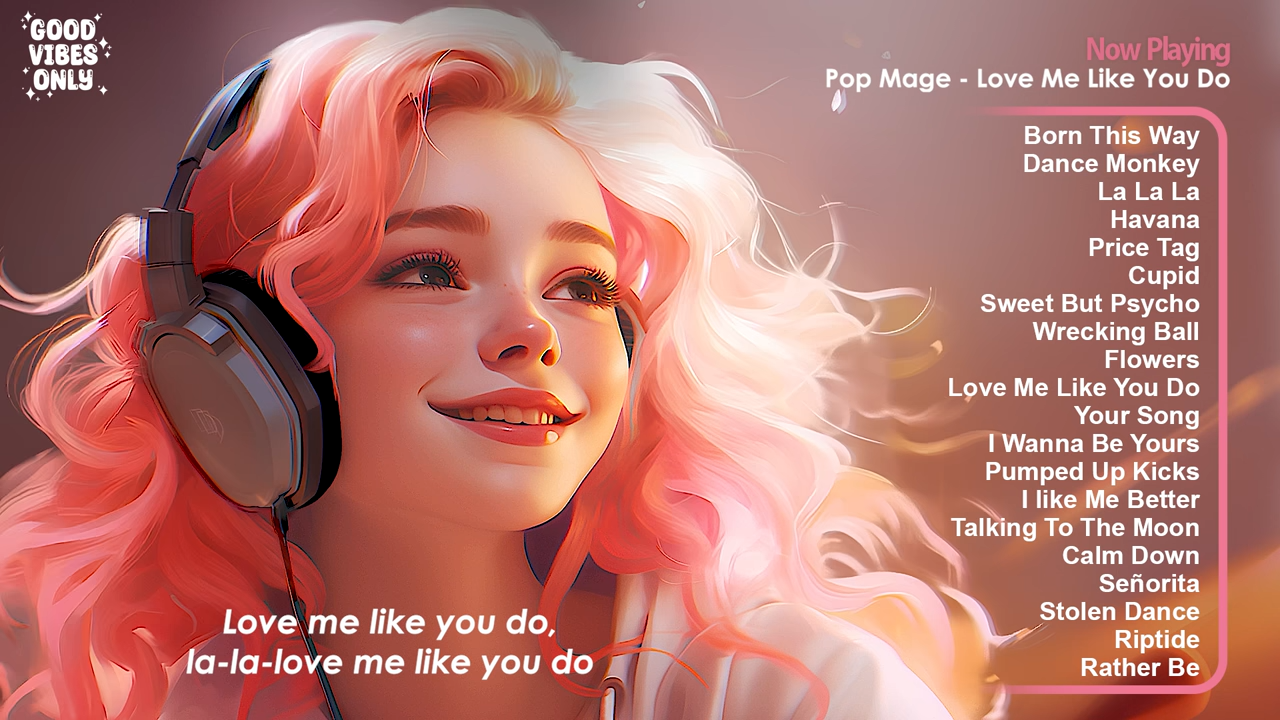 GOOD
VIBES
ONLY
Now Playing
Pop Mage - Love Me Like You Do
Born This Way
Dance Monkey
La La La
Havana
Price Tag
Cupid
Sweet But Psycho
Wrecking Ball
Flowers
Love Me Like You Do
Your Song
I Wanna Be Yours
Pumped Up Kicks
I like Me Better
Talking To The Moon
Calm Down
Señorita
Stolen Dance
Riptide
Rather Be
Love me like you do,
la-la-love me like you do